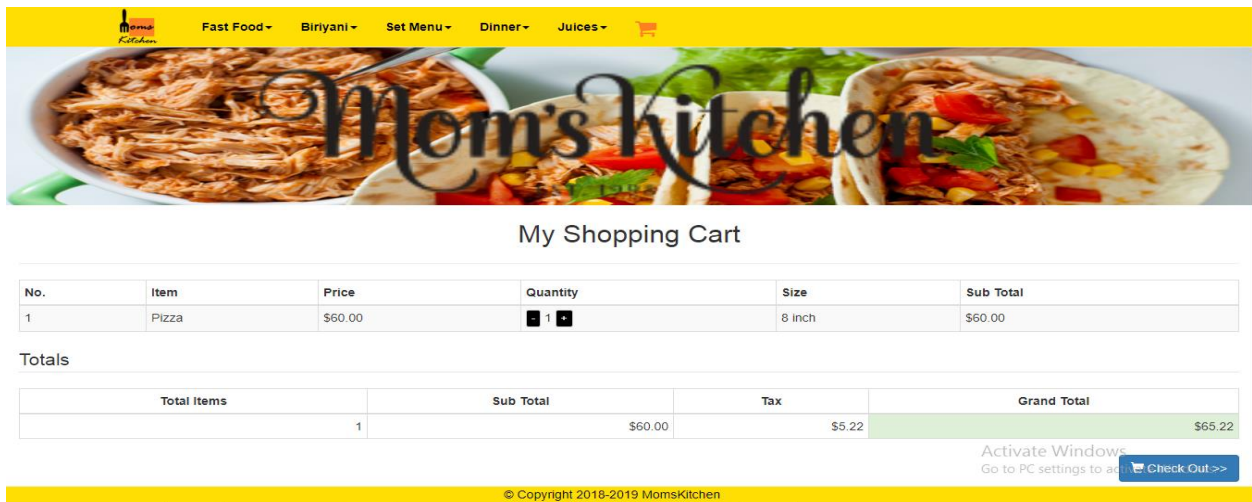 Moms
Kitchen
Fast Food Biriyani Set Menu Dinner Juices
Mom's Kitchen
EST. 1988
My Shopping Cart
No. Item Price Quantity Size Sub Total
1 Pizza $60.00 - 1 + 8 inch $60.00
Totals
Total Items Sub Total Tax Grand Total
1 $60.00 $5.22 $65.22
Activate Windows
Go to PC settings to activate
Check Out >>
© Copyright 2018-2019 MomsKitchen